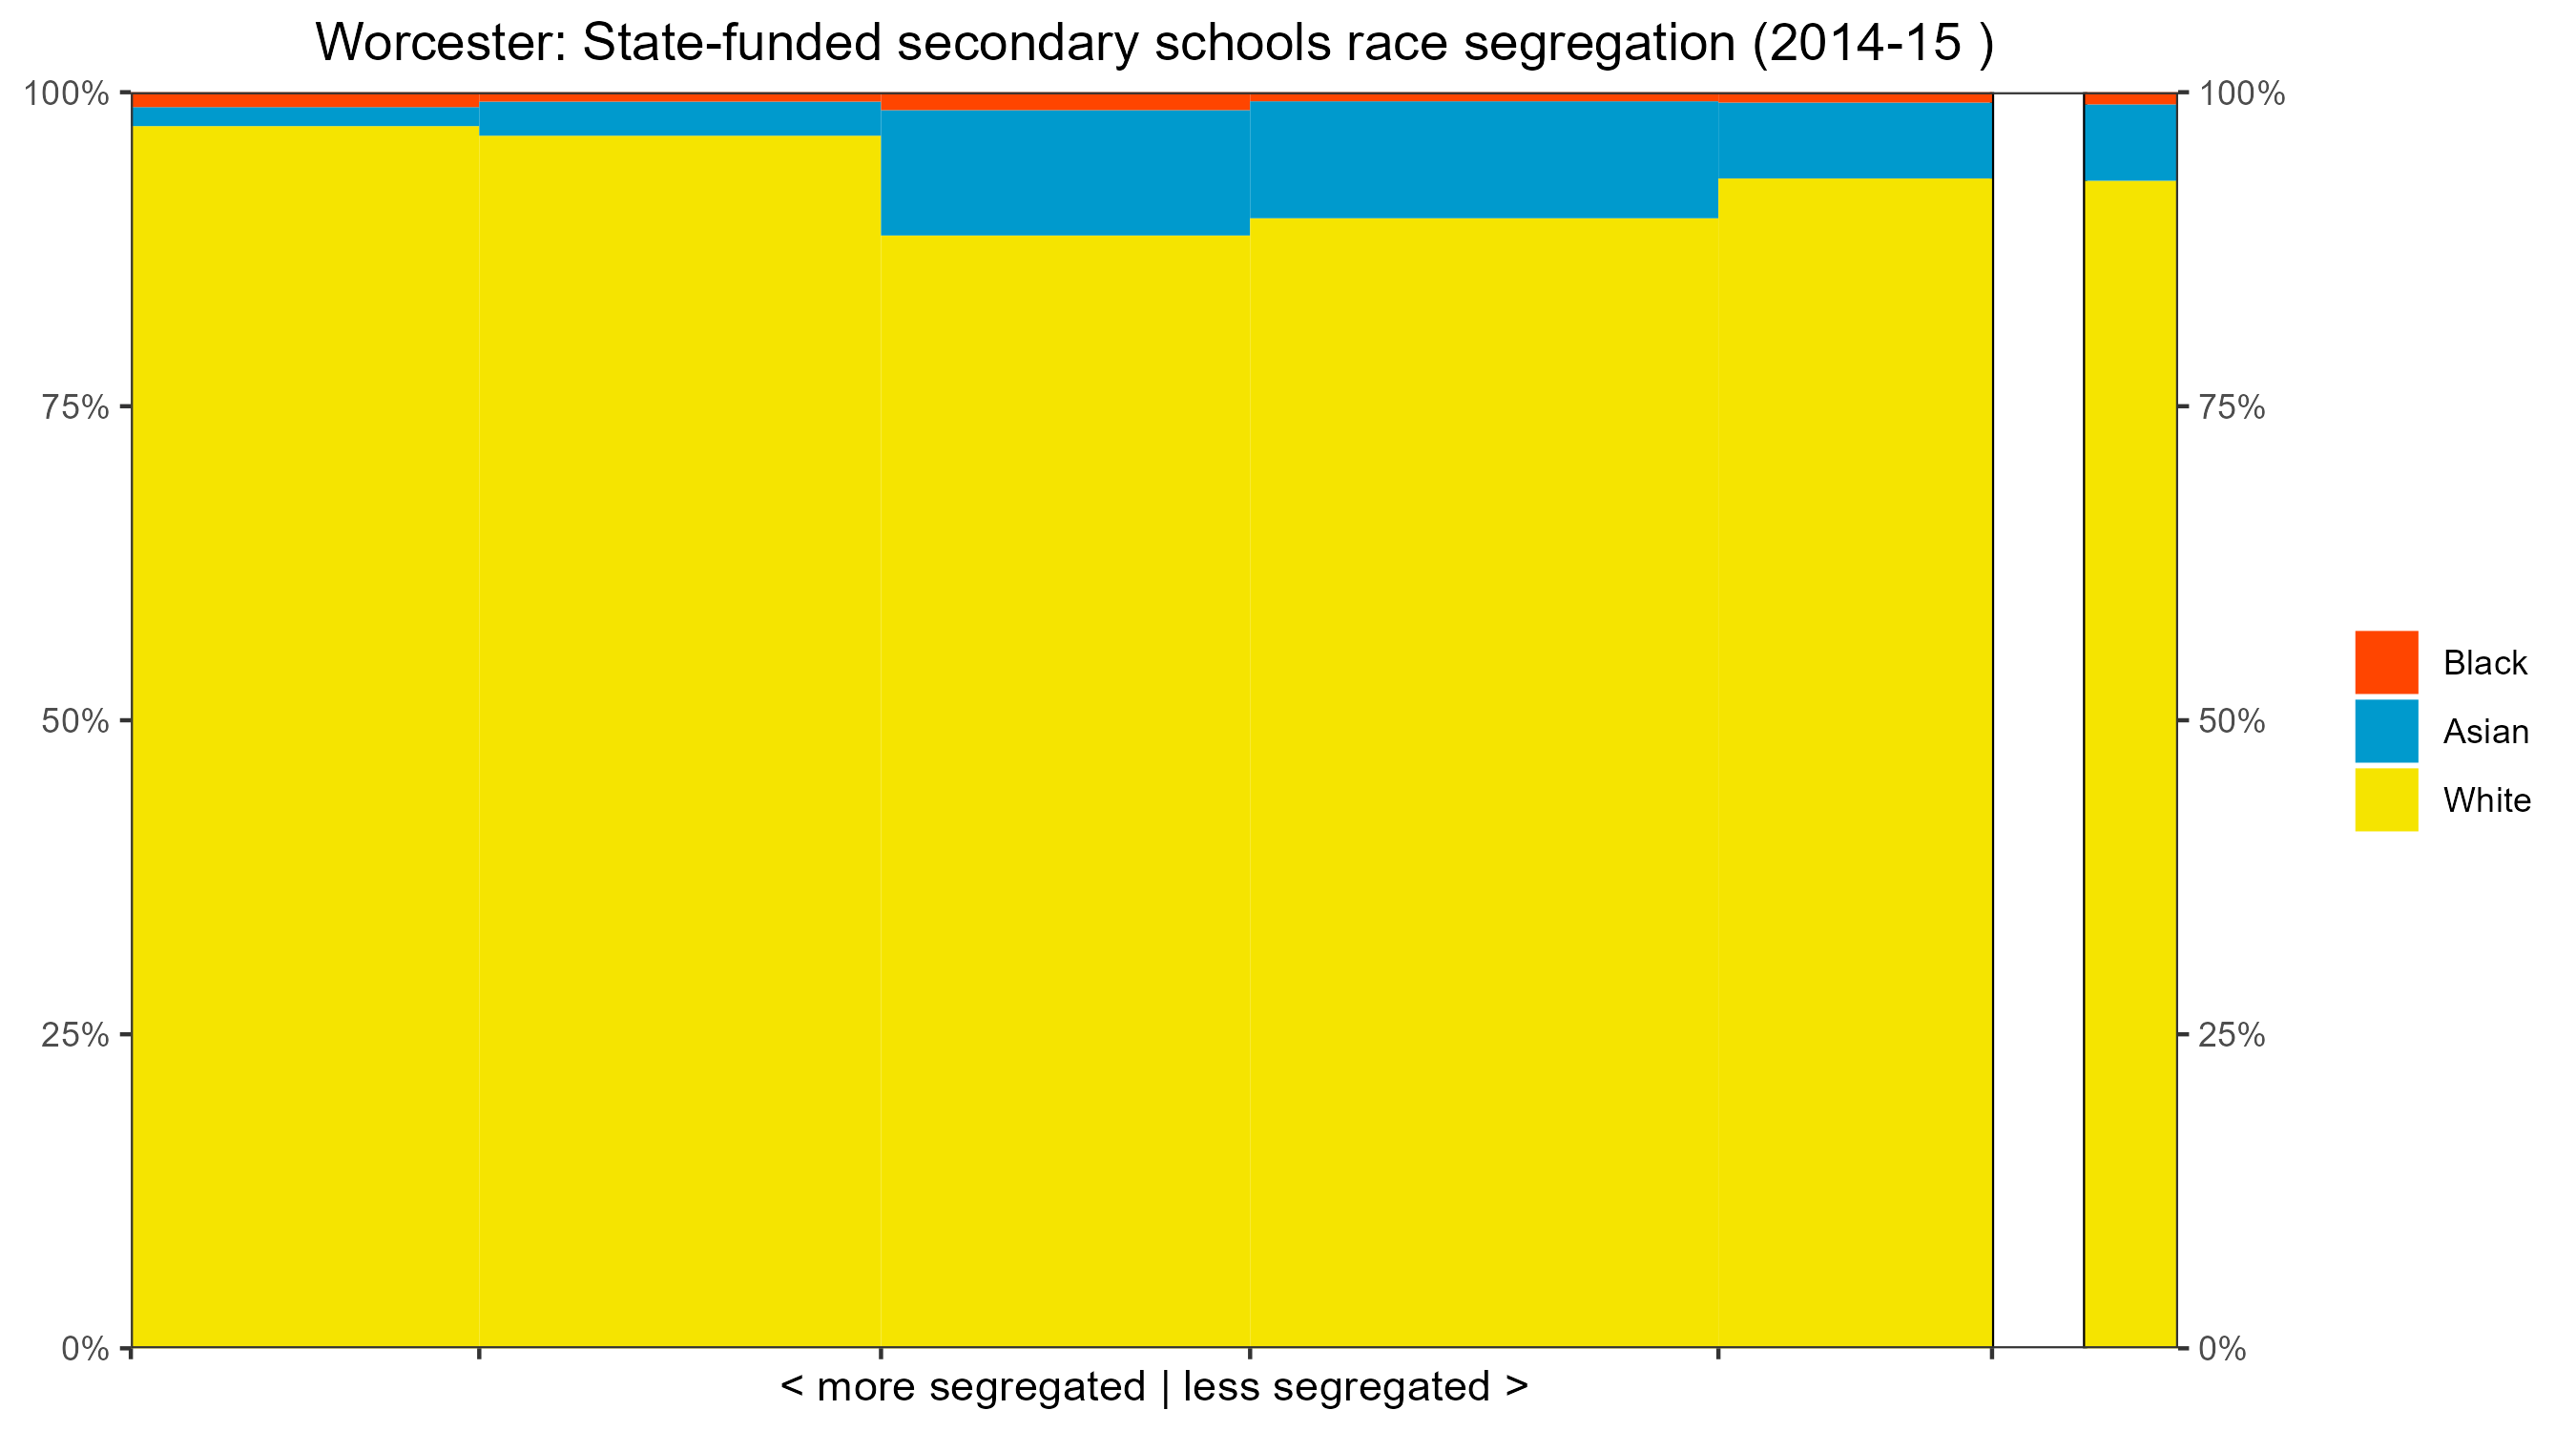 Worcester: State-funded secondary schools race segregation (2014-15 )
100%
75%
50%
25%
0%
100%
75%
50%
25%
0%
Black
Asian
White
< more segregated | less segregated >